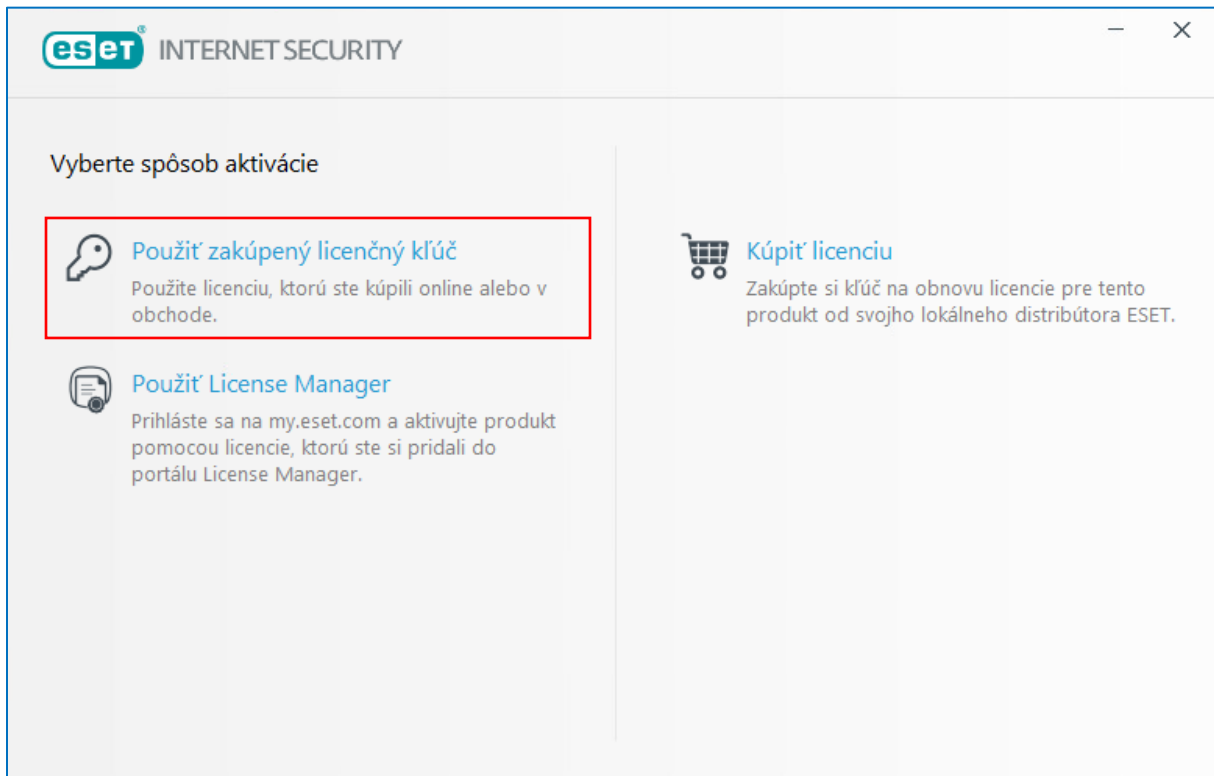 eset® INTERNET SECURITY
Vyberte spôsob aktivácie
Použiť zakúpený licenčný kľúč
Použite licenciu, ktorú ste kúpili online alebo v
obchode.
Použiť License Manager
Prihláste sa na my.eset.com a aktivujte produkt
pomocou licencie, ktorú ste si pridali do
portálu License Manager.
Kúpiť licenciu
Zakúpte si kľúč na obnovu licencie pre tento
produkt od svojho lokálneho distribútora ESET.